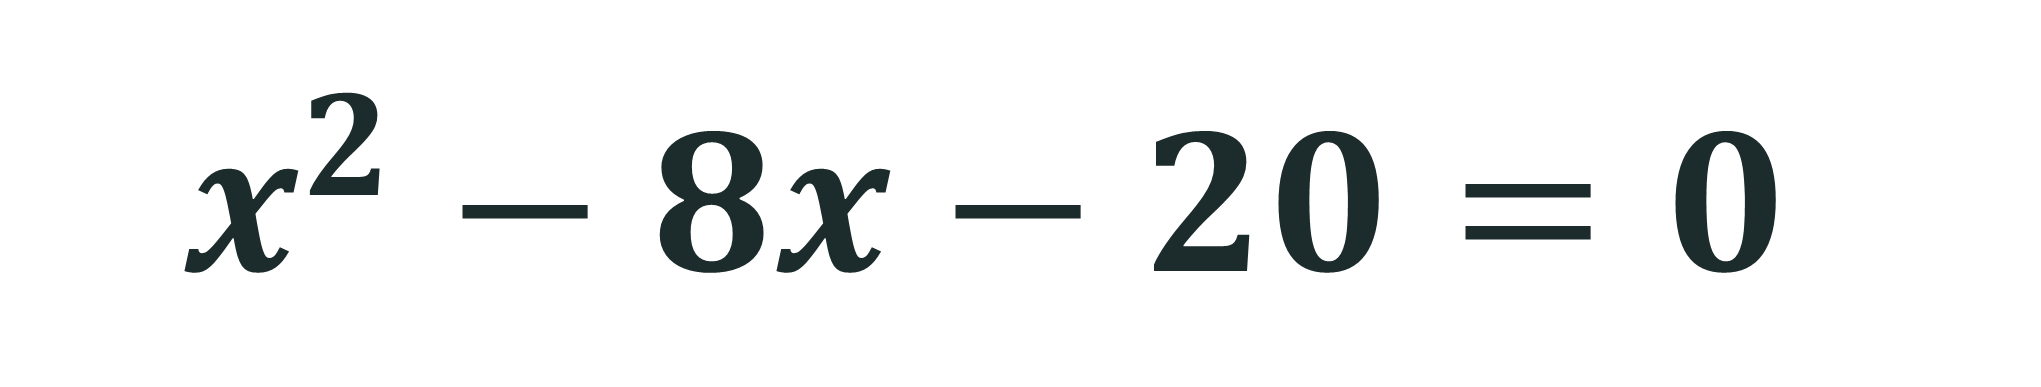 x² − 8x − 20 = 0